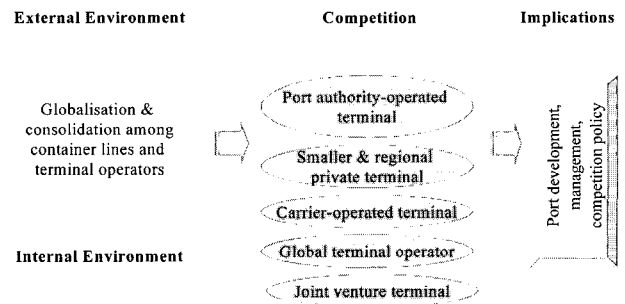 External Environment
Competition
Implications
Globalisation &
consolidation among
container lines and
terminal operators
Port authority-operated
terminal
Smaller & regional
private terminal
Carrier-operated terminal
Global terminal operator
Joint venture terminal
Port development,
management,
competition policy
Internal Environment